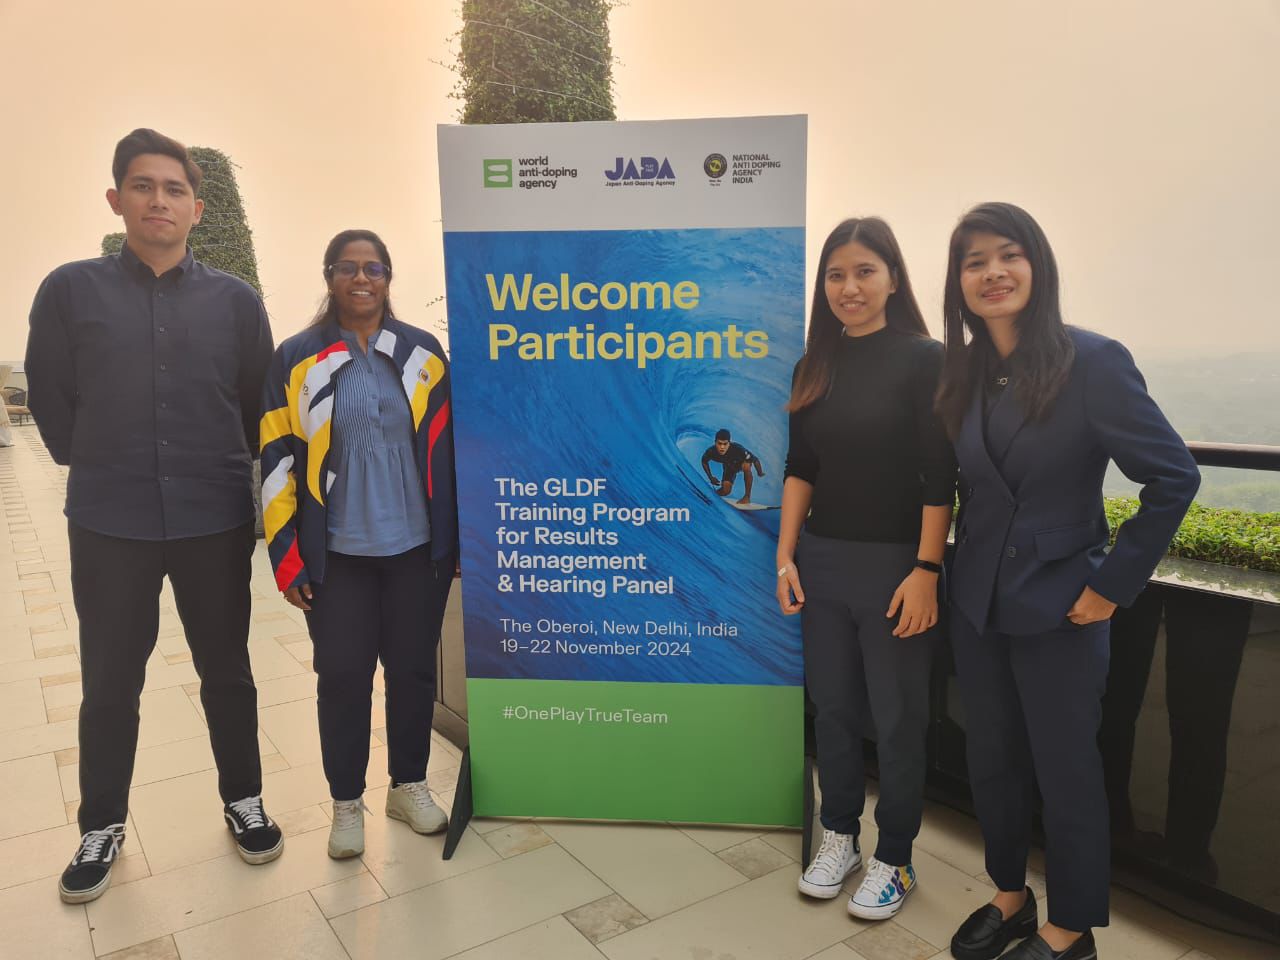 world
anti-doping
agency
JADA
Japan Anti-Doping Agency
NATIONAL
ANTI DOPING
AGENCY
INDIA
Welcome
Participants
The GLDF
Training Program
for Results
Management
& Hearing Panel
The Oberoi, New Delhi, India
19–22 November 2024
#OnePlayTrueTeam